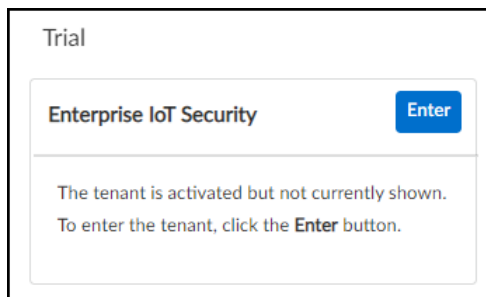 Trial
Enterprise IoT Security
Enter
The tenant is activated but not currently shown.
To enter the tenant, click the Enter button.